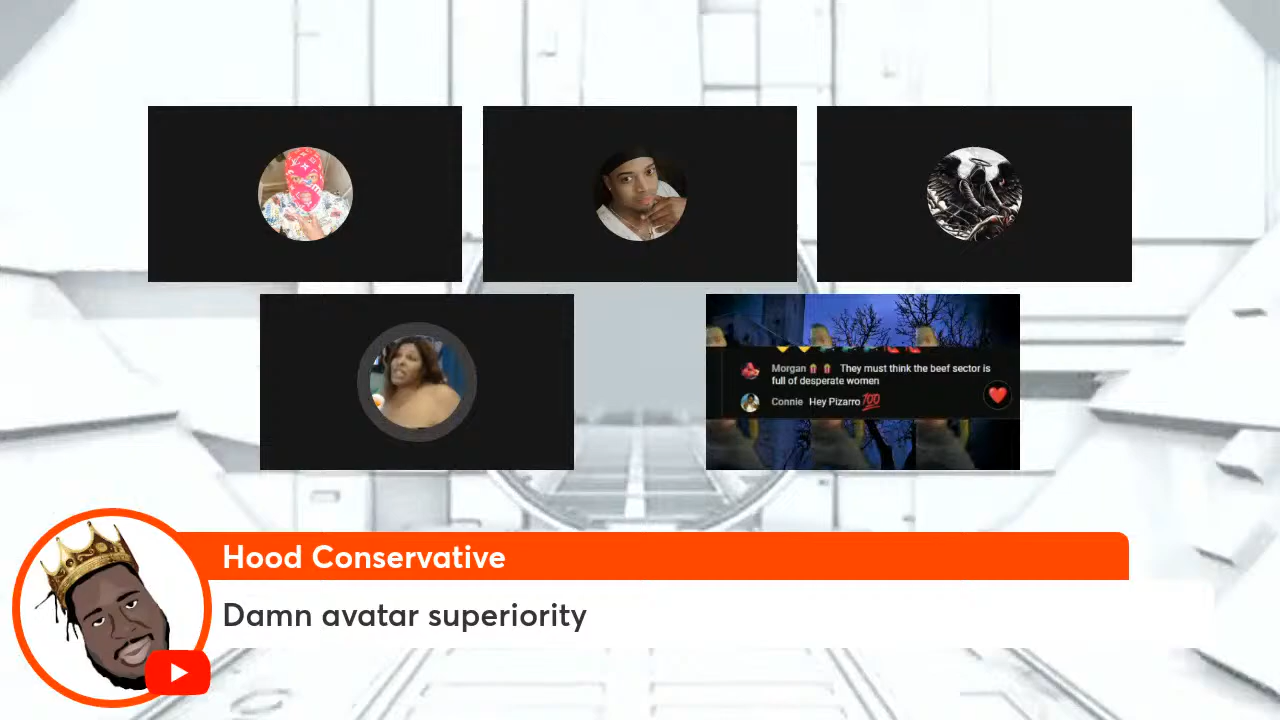 Morgan They must think the beef sector is
full of desperate women
Connie Hey Pizarro 💯
Hood Conservative
Damn avatar superiority